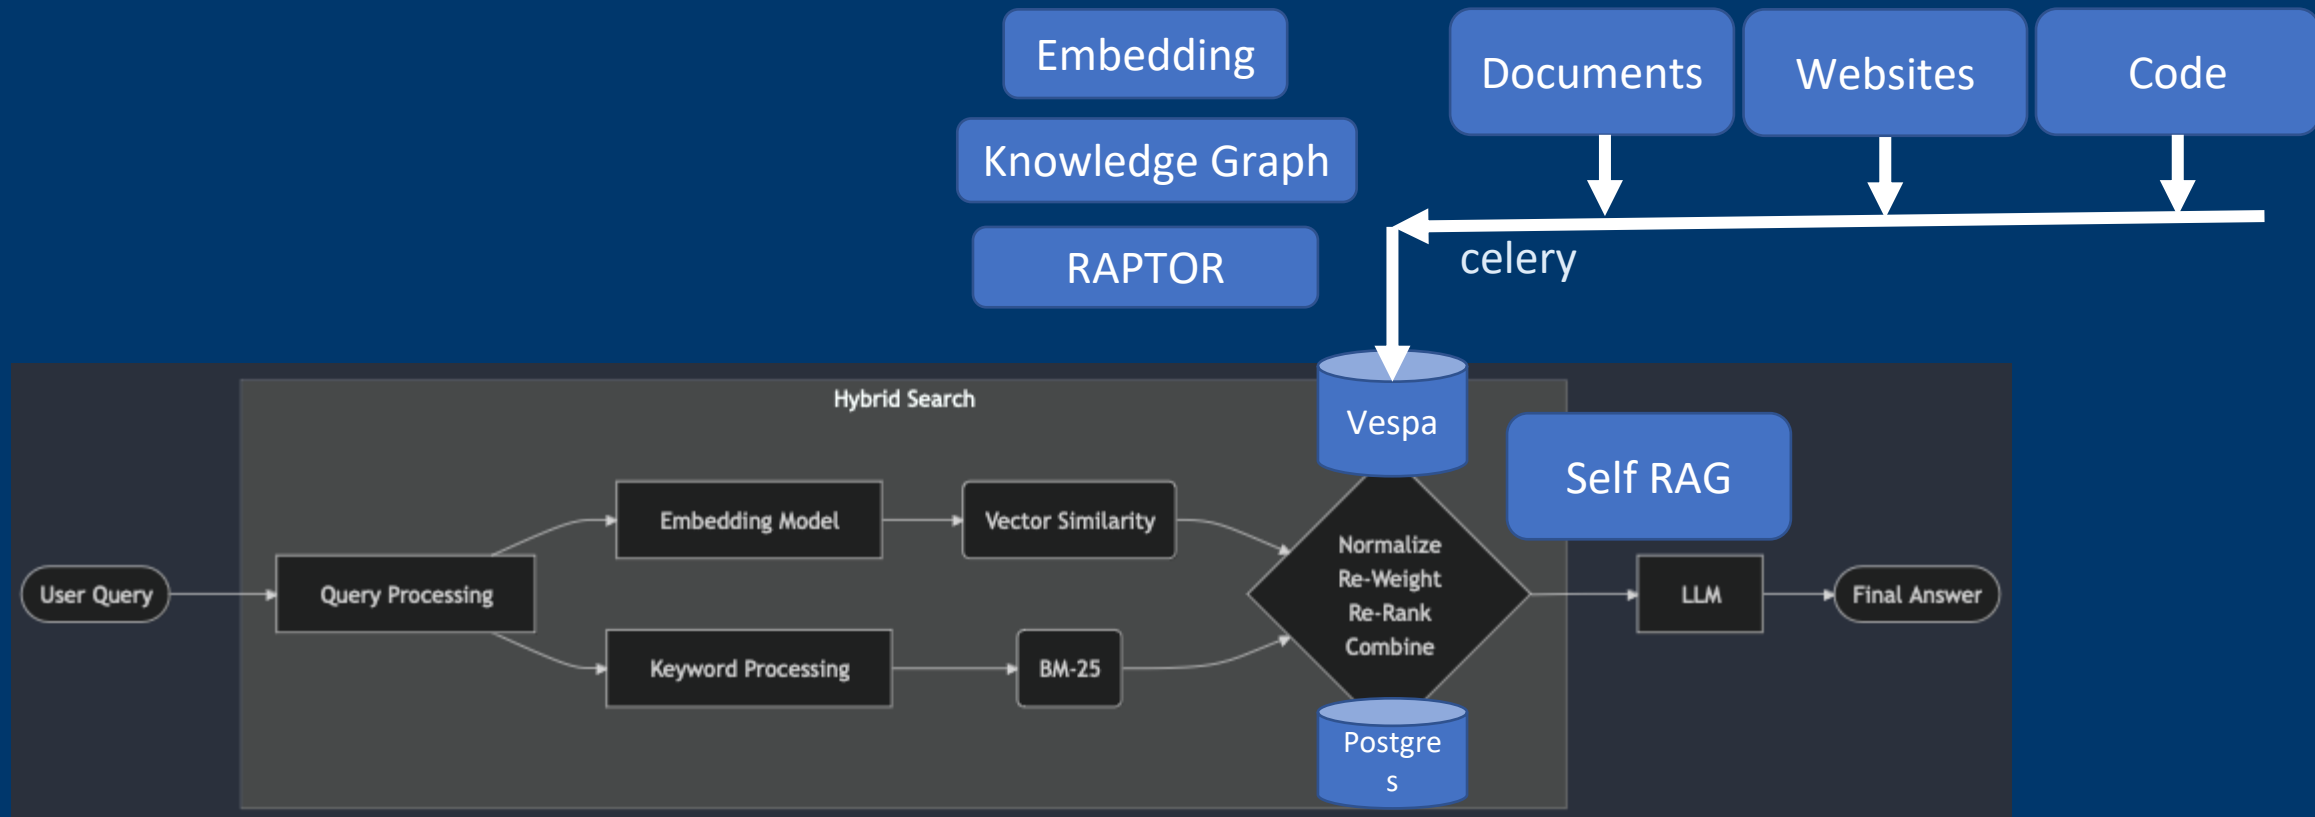 Embedding
Documents
Websites
Code
Knowledge Graph
RAPTOR
celery
Hybrid Search
Vespa
Self RAG
User Query
Query Processing
Embedding Model
Vector Similarity
Keyword Processing
BM-25
Normalize
Re-Weight
Re-Rank
Combine
LLM
Final Answer
Postgre
s